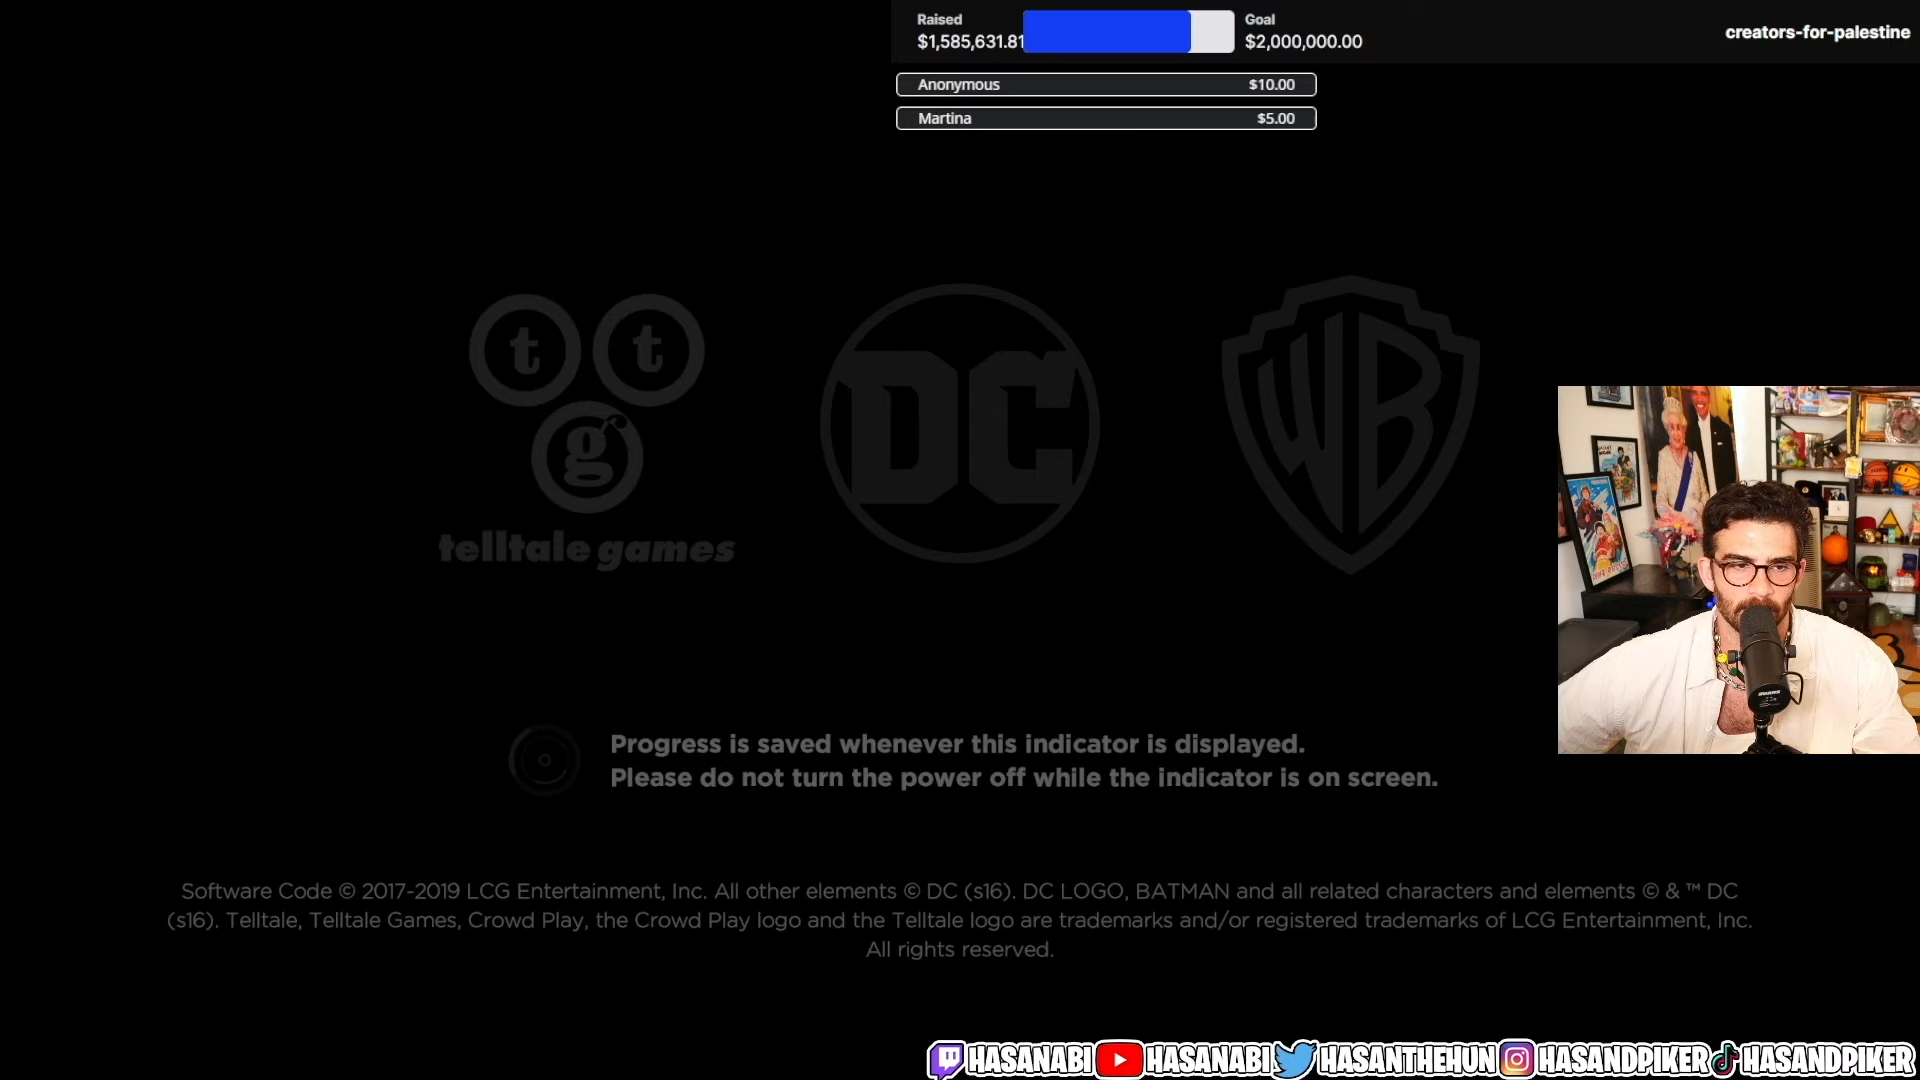 Raised
$1,585,631.81
Goal
$2,000,000.00
creators-for-palestine
Anonymous $10.00
Martina $5.00
t t
g
telltale games
DC
WB
Progress is saved whenever this indicator is displayed.
Please do not turn the power off while the indicator is on screen.
Software Code © 2017-2019 LCG Entertainment, Inc. All other elements © DC (s16). DC LOGO, BATMAN and all related characters and elements © & ™ DC
(s16). Telltale, Telltale Games, Crowd Play, the Crowd Play logo and the Telltale logo are trademarks and/or registered trademarks of LCG Entertainment, Inc.
All rights reserved.
HASANABI HASANABI HASANTHEHUN HASANDPIKER HASANDPIKER